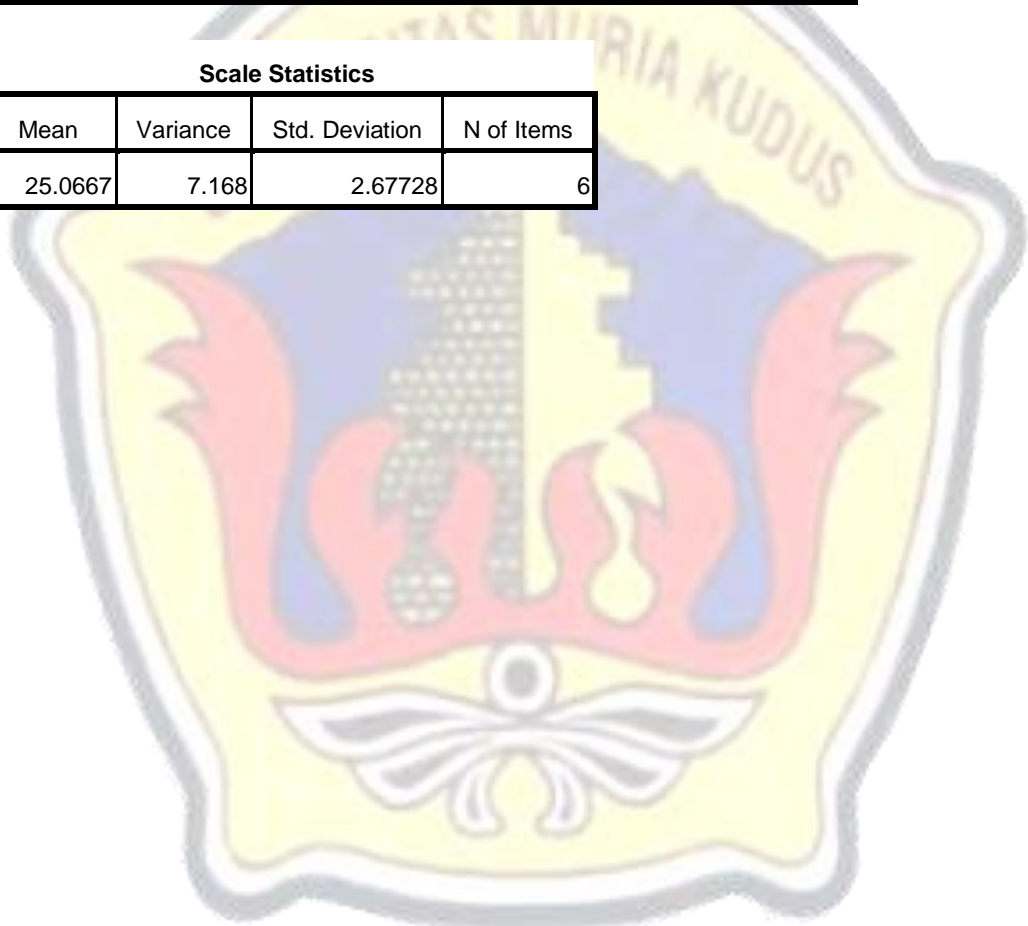 MURIA KUDUS
Scale Statistics
Mean Variance Std. Deviation N of Items
25.0667 7.168 2.67728 6